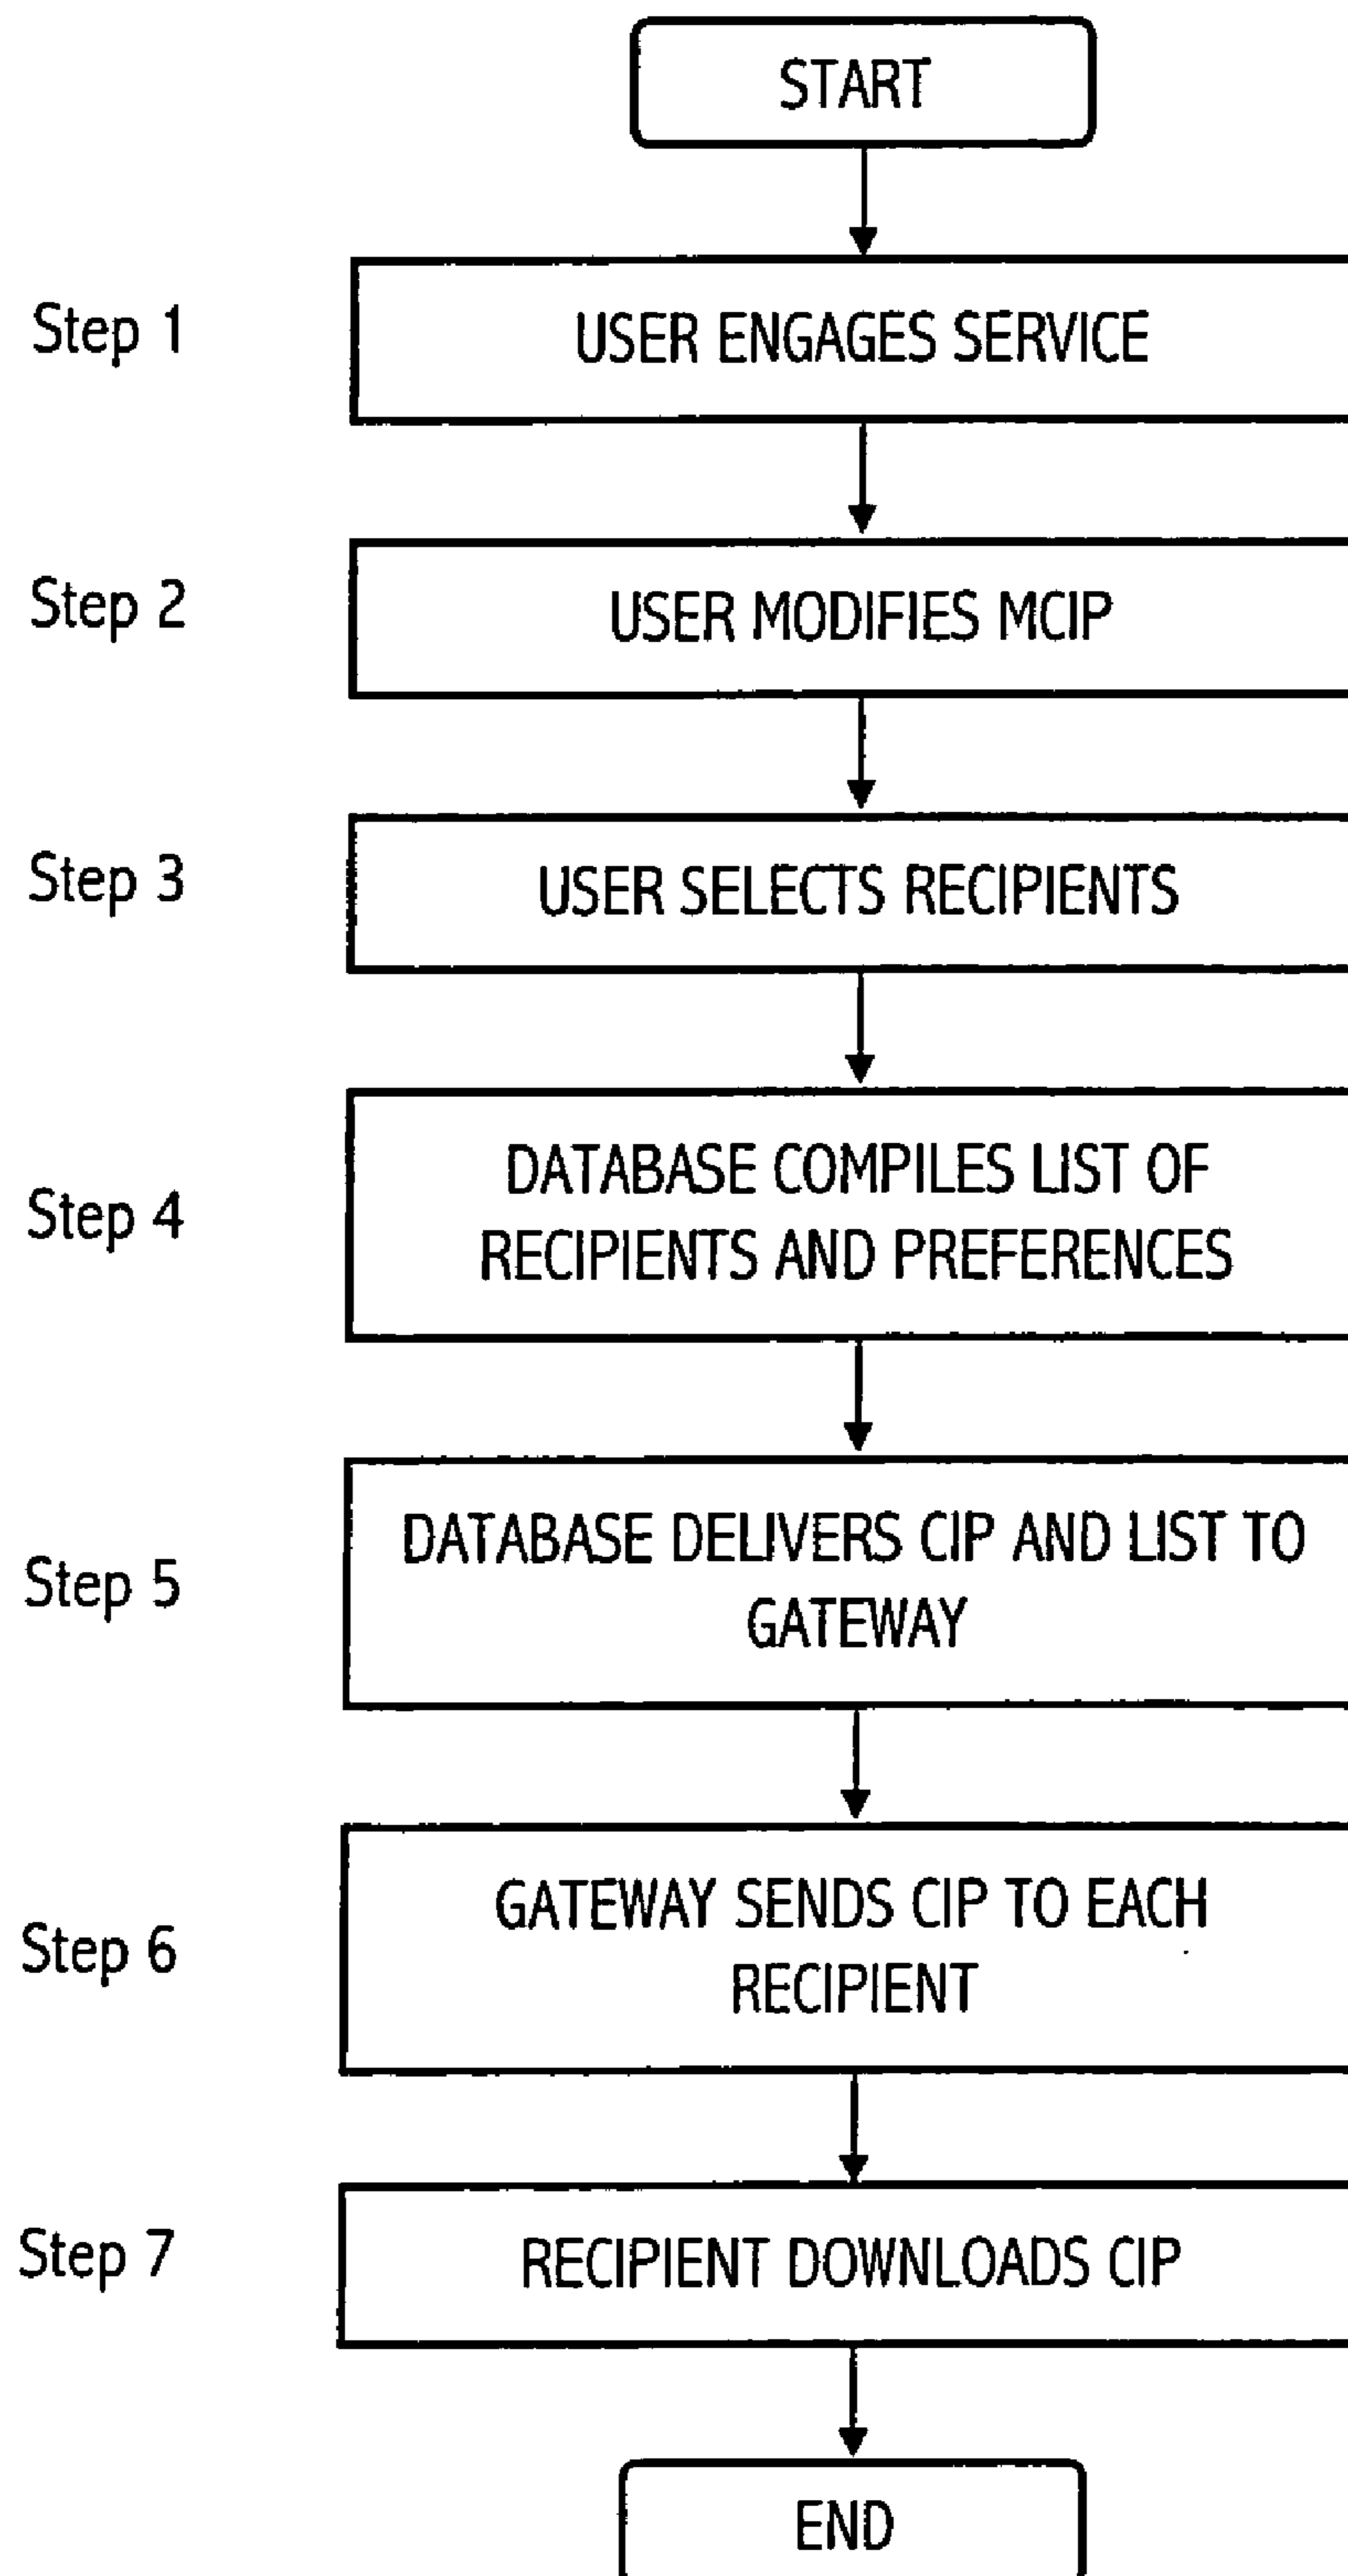 START
Step 1
USER ENGAGES SERVICE
Step 2
USER MODIFIES MCIP
Step 3
USER SELECTS RECIPIENTS
Step 4
DATABASE COMPILES LIST OF
RECIPIENTS AND PREFERENCES
Step 5
DATABASE DELIVERS CIP AND LIST TO
GATEWAY
Step 6
GATEWAY SENDS CIP TO EACH
RECIPIENT
Step 7
RECIPIENT DOWNLOADS CIP
END